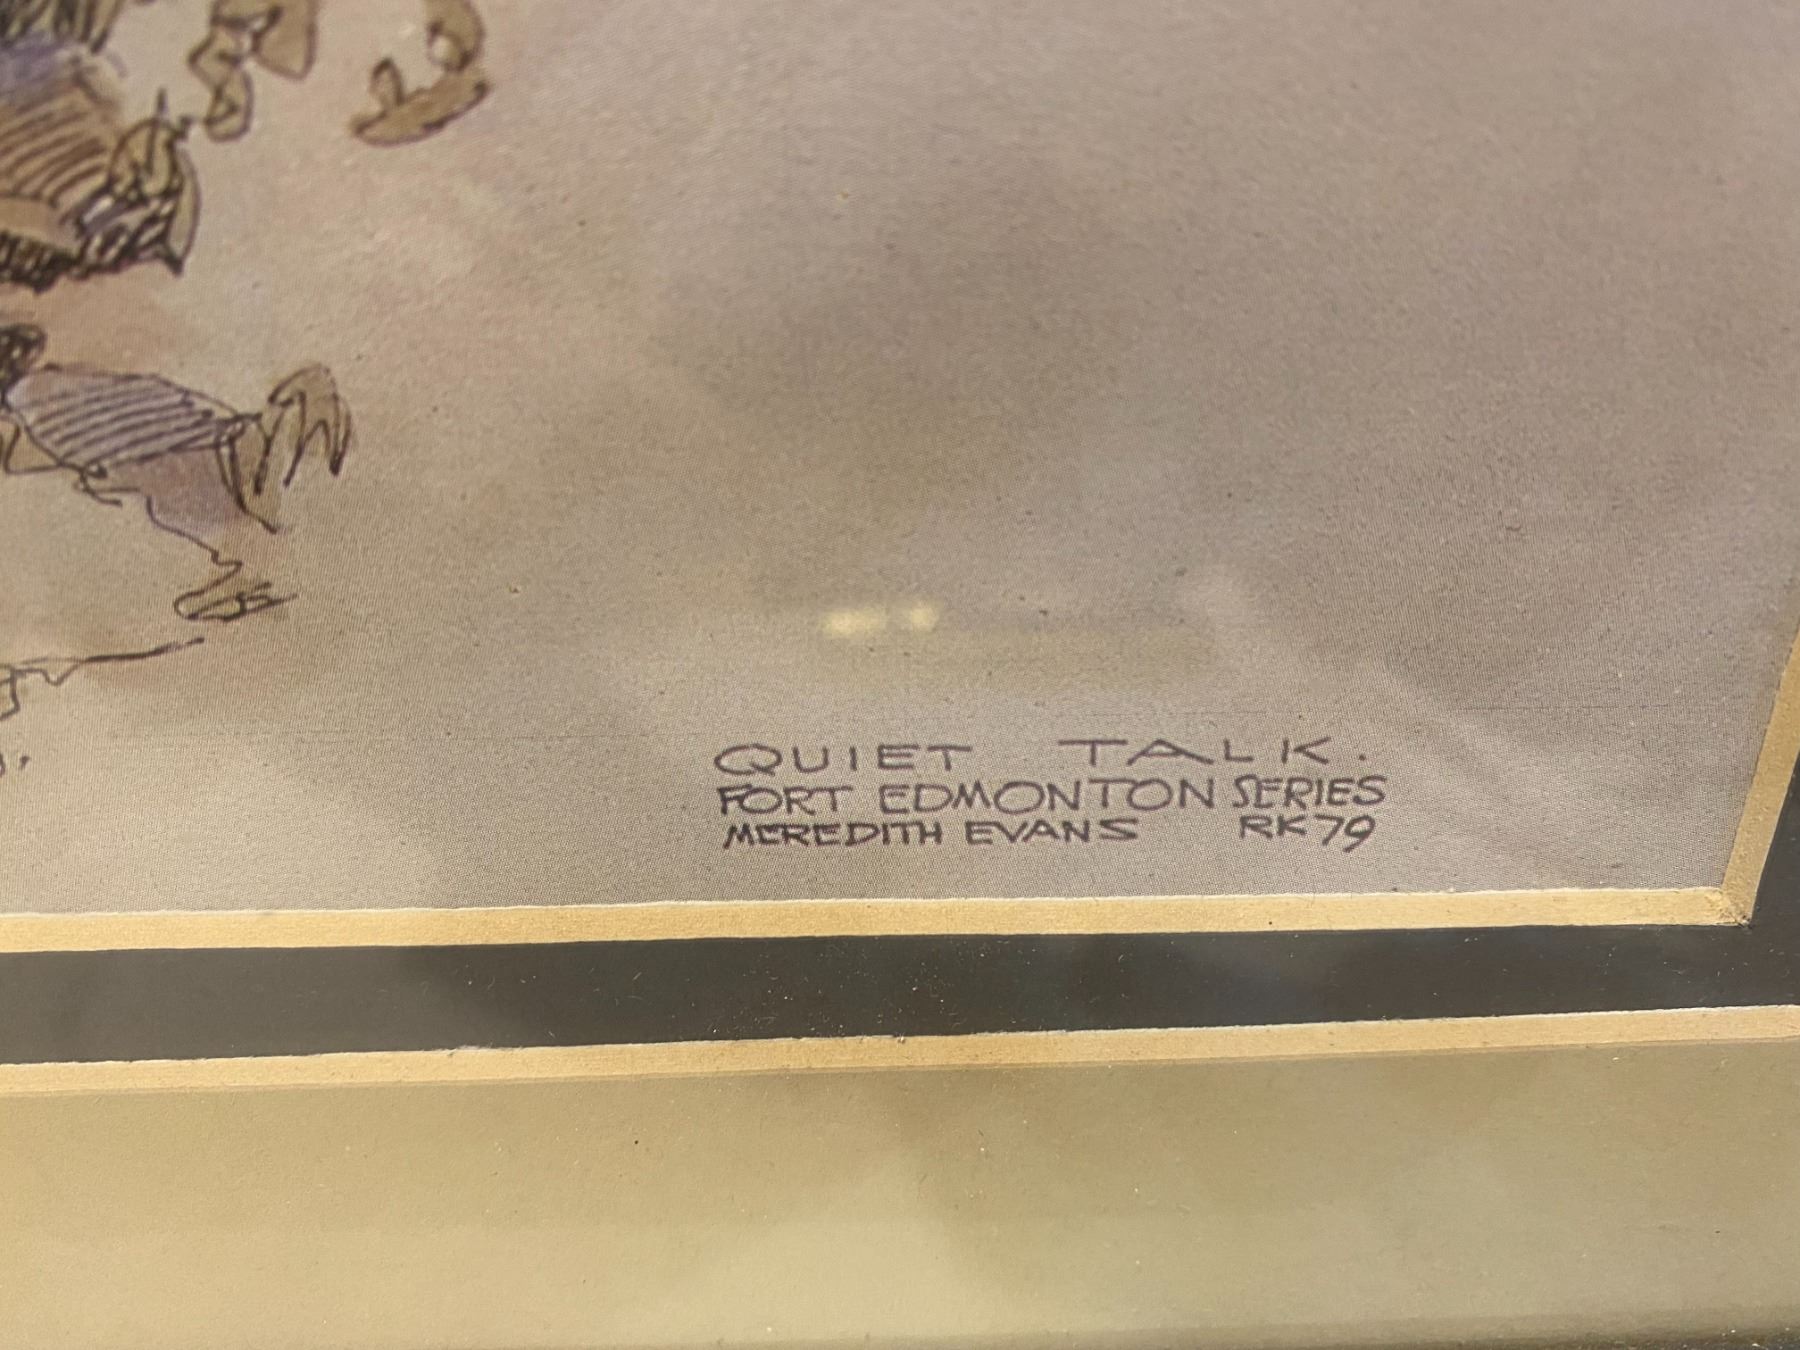 QUIET TALK.
FORT EDMONTON SERIES
MEREDITH EVANS RK79